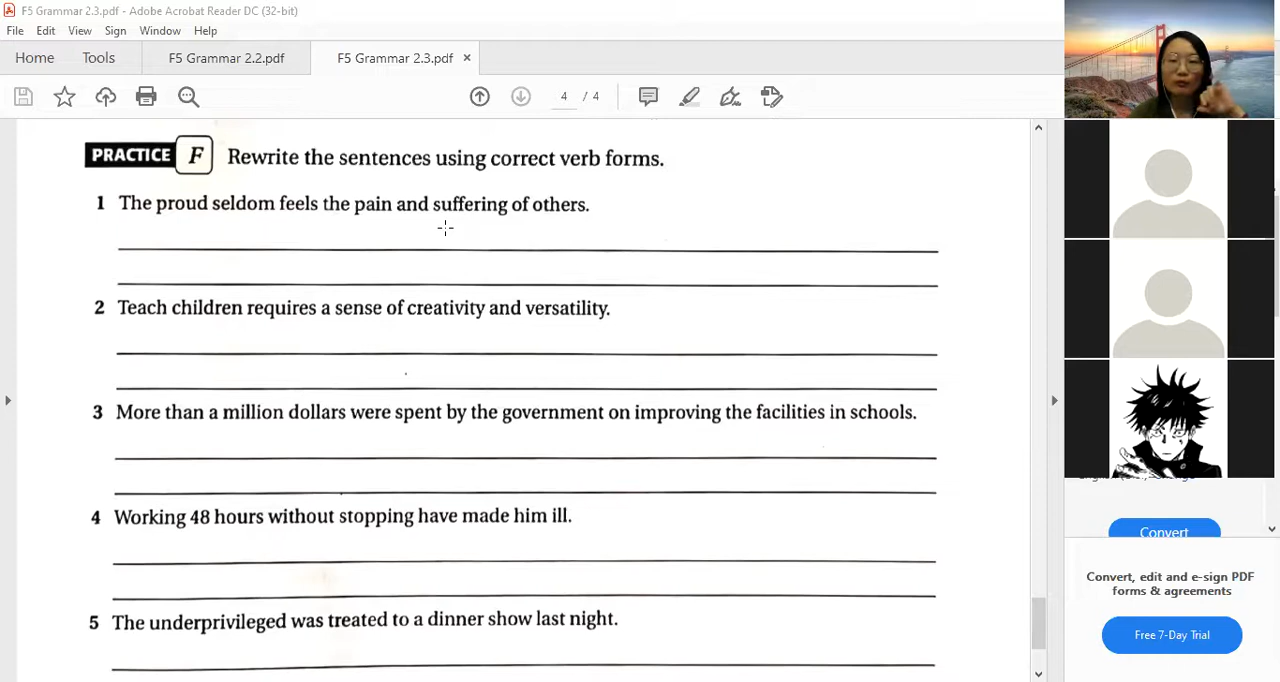 F5 Grammar 2.3.pdf - Adobe Acrobat Reader DC (32-bit)
File Edit View Sign Window Help
Home Tools F5 Grammar 2.2.pdf F5 Grammar 2.3.pdf ×
4 / 4
PRACTICE F Rewrite the sentences using correct verb forms.
1 The proud seldom feels the pain and suffering of others.
2 Teach children requires a sense of creativity and versatility.
3 More than a million dollars were spent by the government on improving the facilities in schools.
4 Working 48 hours without stopping have made him ill.
5 The underprivileged was treated to a dinner show last night.
Convert
Convert, edit and e-sign PDF
forms & agreements
Free 7-Day Trial